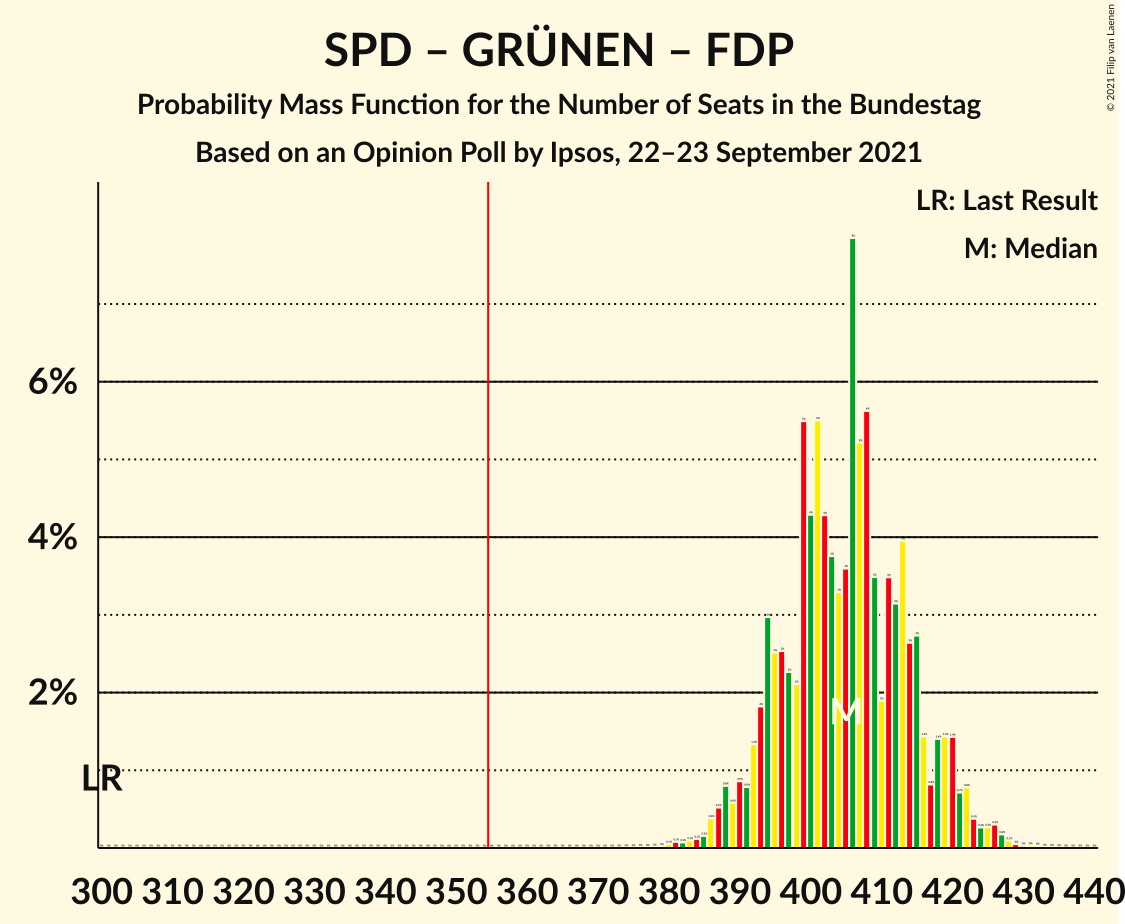 SPD – GRÜNEN – FDP
Probability Mass Function for the Number of Seats in the Bundestag
Based on an Opinion Poll by Ipsos, 22–23 September 2021
© 2021 Filip van Laenen
LR: Last Result
M: Median
6%
4%
2%
LR
M
300 310 320 330 340 350 360 370 380 390 400 410 420 430 440